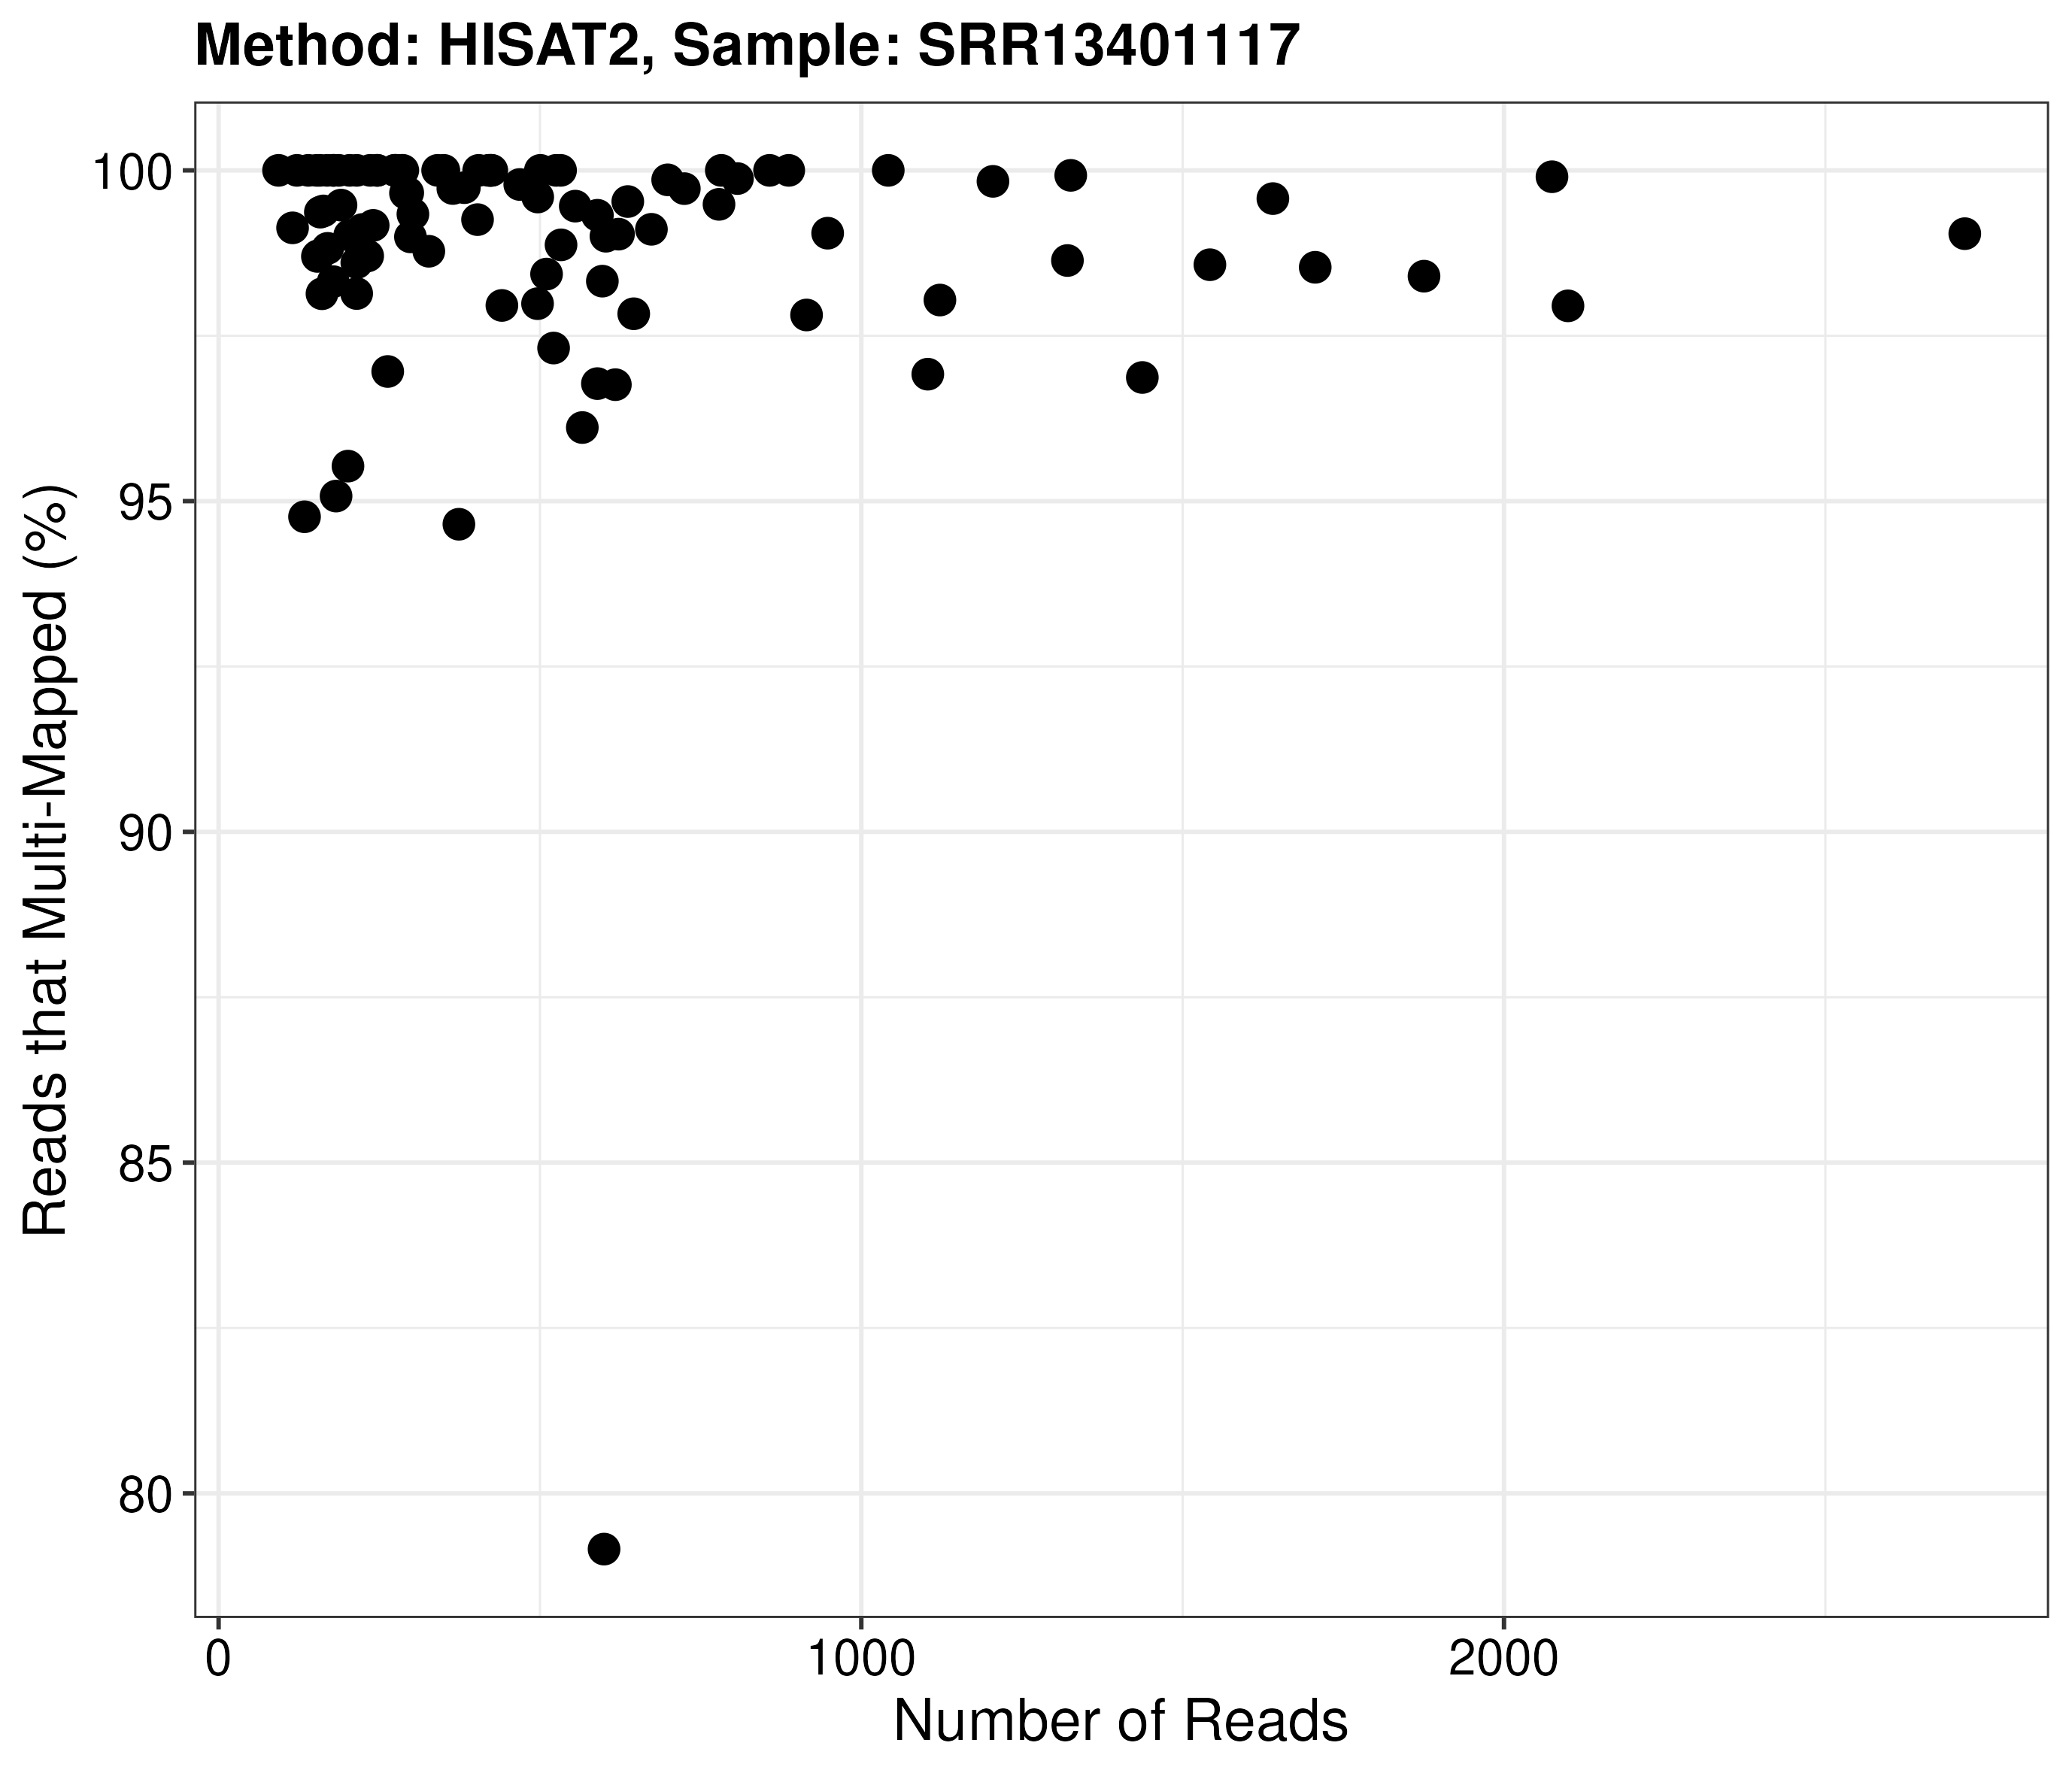 Method: HISAT2, Sample: SRR13401117
Reads that Multi-Mapped (%)
100
95
90
85
80
0
1000
2000
Number of Reads